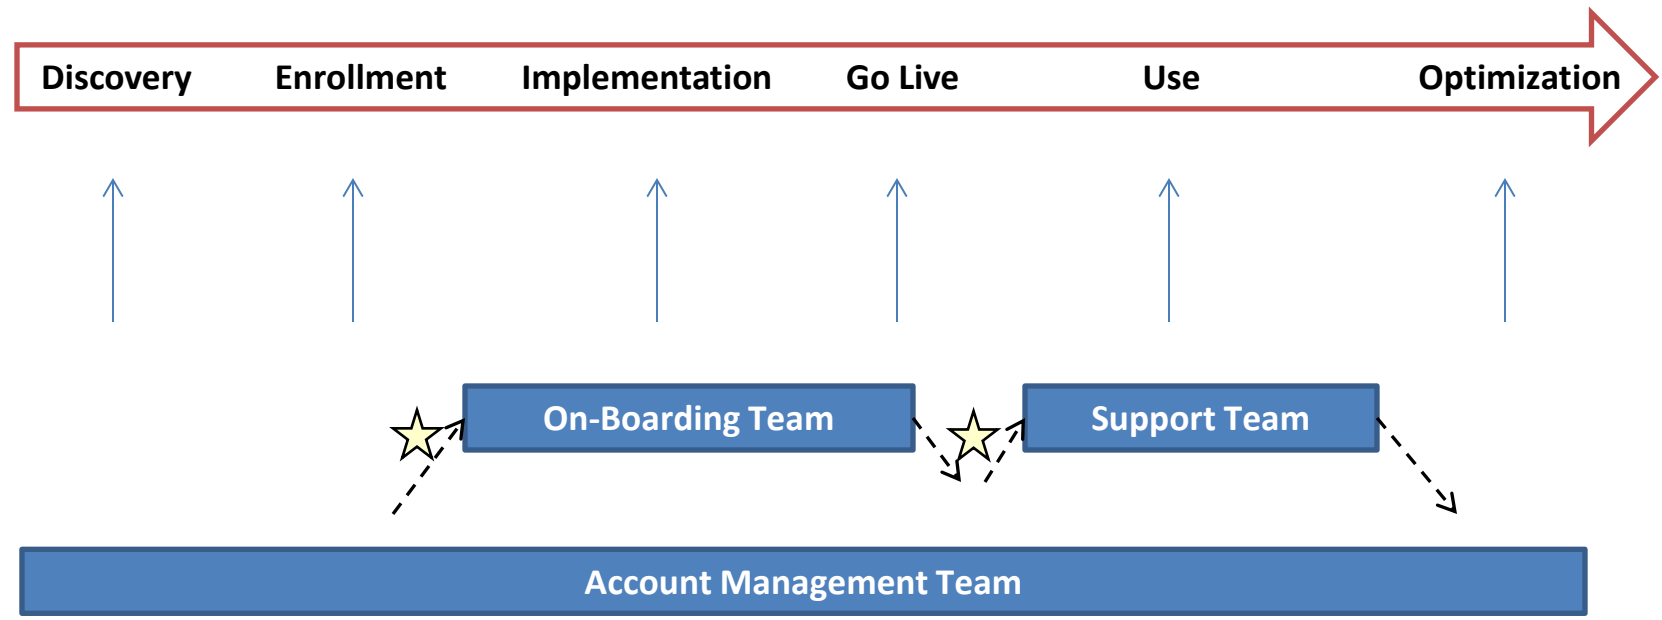 Discovery Enrollment Implementation Go Live Use Optimization
On-Boarding Team Support Team
Account Management Team